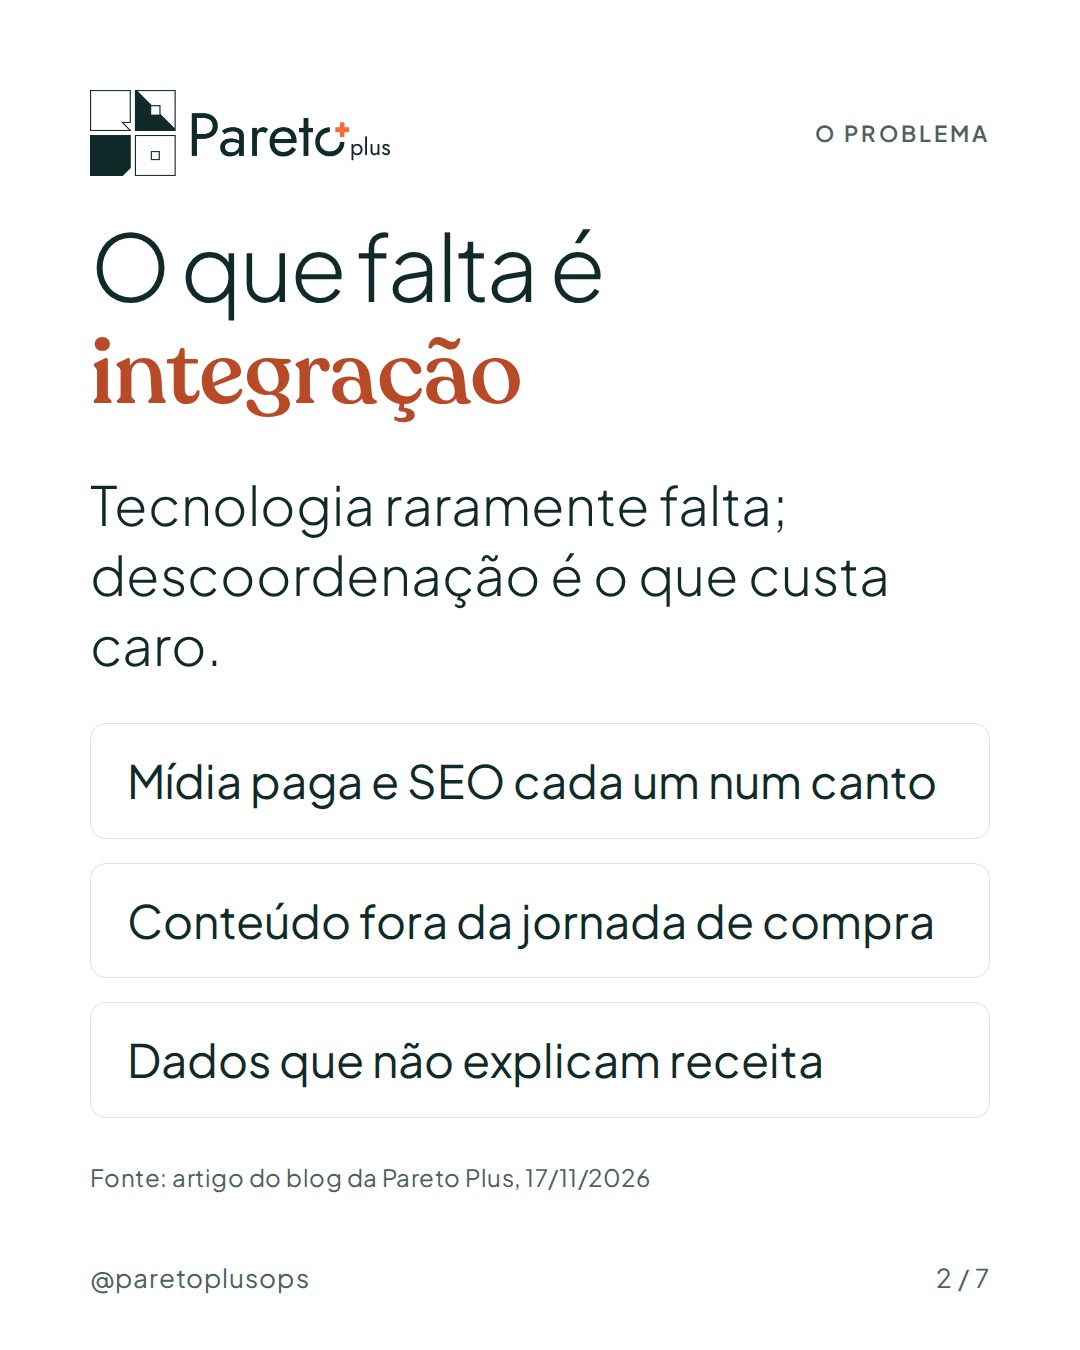 Pareto plus
O PROBLEMA
O que falta é
integração
Tecnologia raramente falta;
descoordenação é o que custa
caro.
Mídia paga e SEO cada um num canto
Conteúdo fora da jornada de compra
Dados que não explicam receita
Fonte: artigo do blog da Pareto Plus, 17/11/2026
@paretoplusops
2 / 7